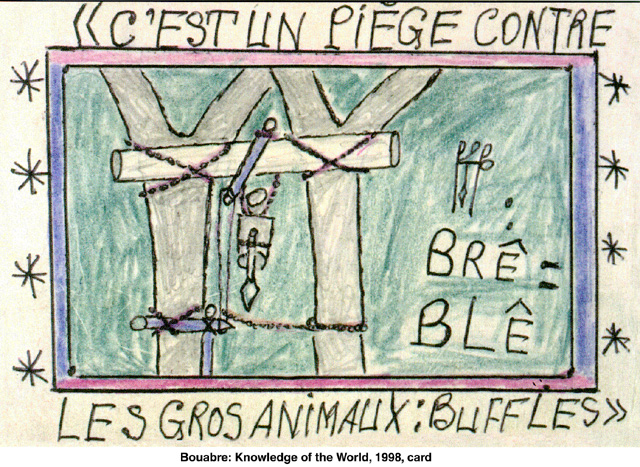 «C'EST UN PIÈGE CONTRE
BRÊ=
BLÊ
LES GROS ANIMAUX: BUFFLES»
Bouabre: Knowledge of the World, 1998, card